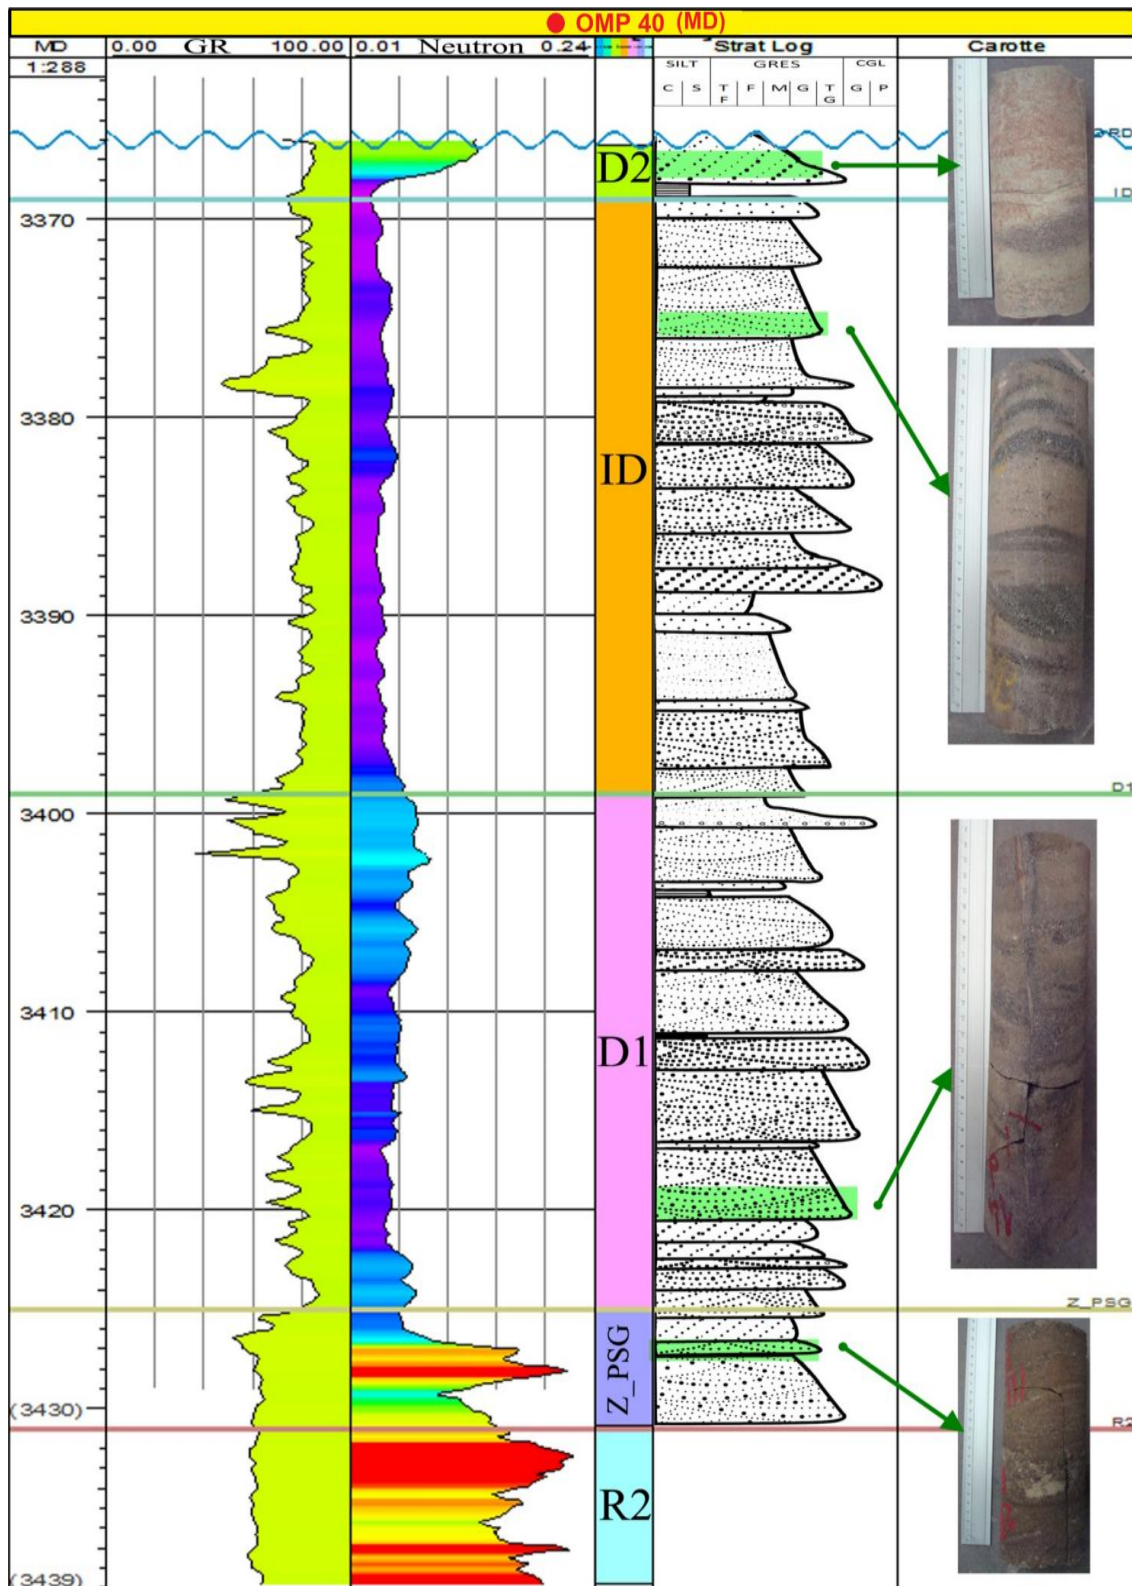 OMP 40 (MD)
MD 0.00 GR 100.00 0.01 Neutron 0.24 Strat Log Carotte
1:288
SILT GRES CGL
C S TF F M G TG G P
D2
ID
3370
3380
ID
3390
D1
3400
3410
D1
3420
Z_PSG
Z_PSG
(3430)
R2
R2
(3439)